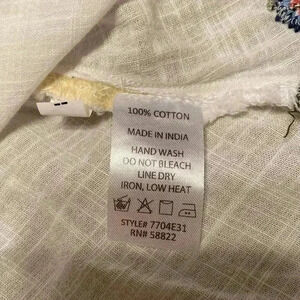 100% COTTON
MADE IN INDIA
HAND WASH
DO NOT BLEACH
LINE DRY
IRON, LOW HEAT
STYLE# 7704E31
RN# 58822